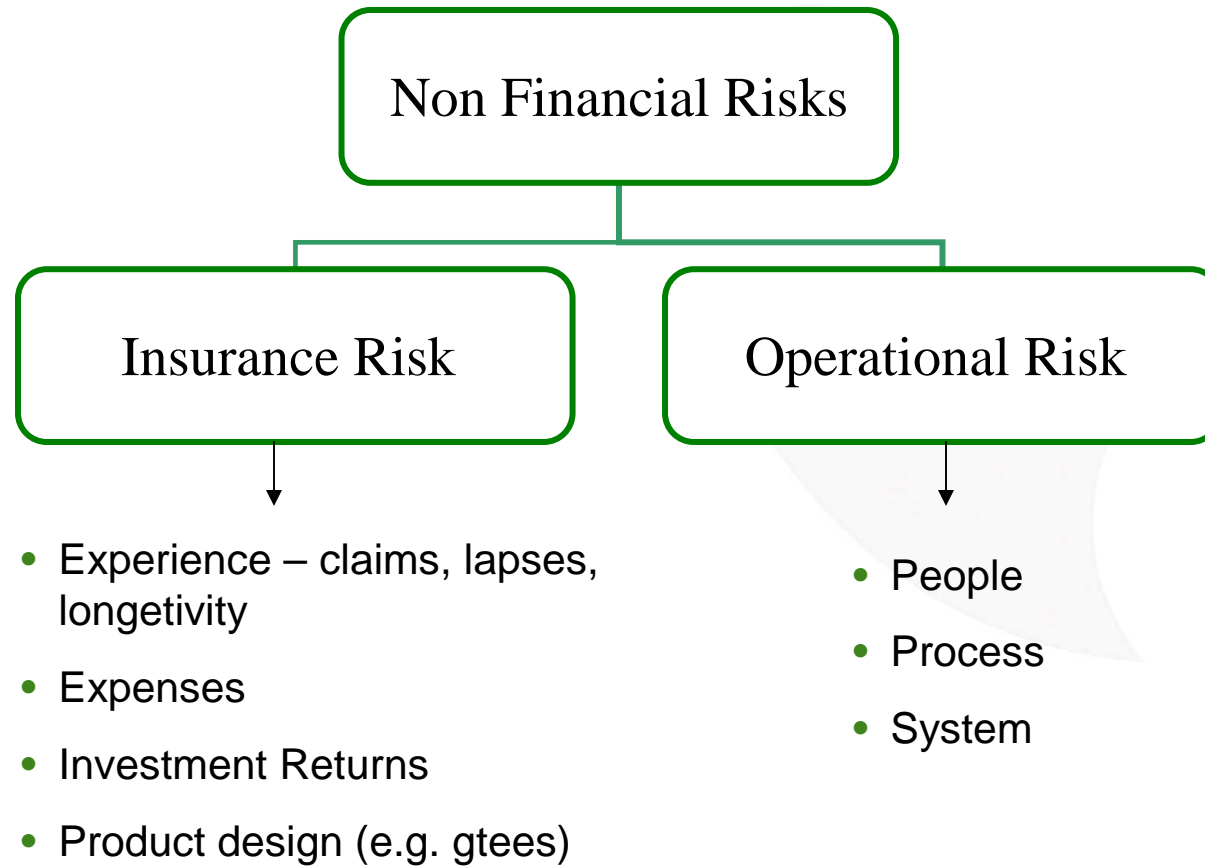 Non Financial Risks
Insurance Risk
Operational Risk
• Experience – claims, lapses,
longetivity
• Expenses
• Investment Returns
• Product design (e.g. gtees)
• People
• Process
• System